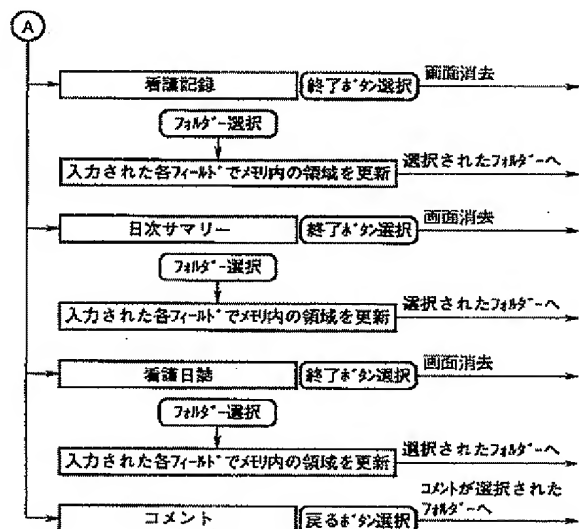 A
看護記録 終了ボタン選択 画面消去
フォルダー選択
入力された各フィールドでメモリ内の領域を更新 選択されたフォルダーへ
日次サマリー 終了ボタン選択 画面消去
フォルダー選択
入力された各フィールドでメモリ内の領域を更新 選択されたフォルダーへ
看護日誌 終了ボタン選択 画面消去
フォルダー選択
入力された各フィールドでメモリ内の領域を更新 選択されたフォルダーへ
コメント 戻るボタン選択 コメントが選択された
フォルダーへ